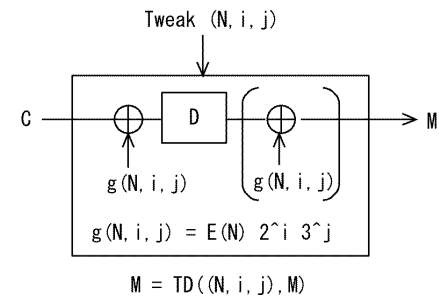 Tweak (N, i, j)
C
D
M
g(N, i, j)
g(N, i, j)
g(N, i, j) = E(N) 2^i 3^j
M = TD((N, i, j), M)